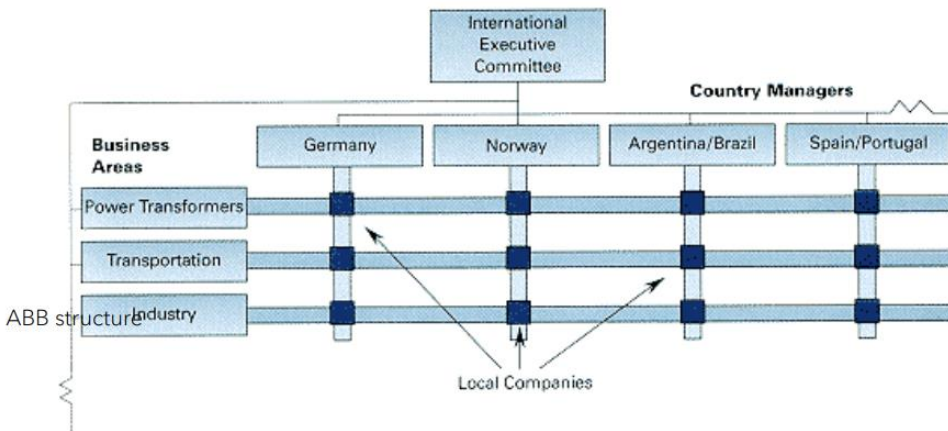 International
Executive
Committee
Country Managers
Business
Areas
Germany
Norway
Argentina/Brazil
Spain/Portugal
Power Transformers
Transportation
Industry
ABB structure
Local Companies